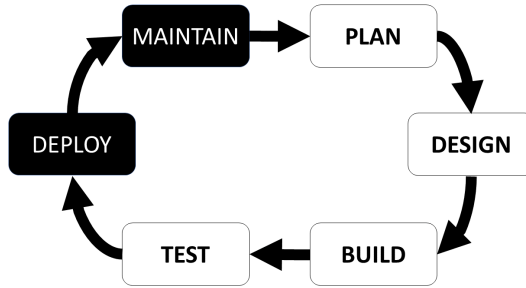 MAINTAIN
PLAN
DEPLOY
DESIGN
TEST
BUILD